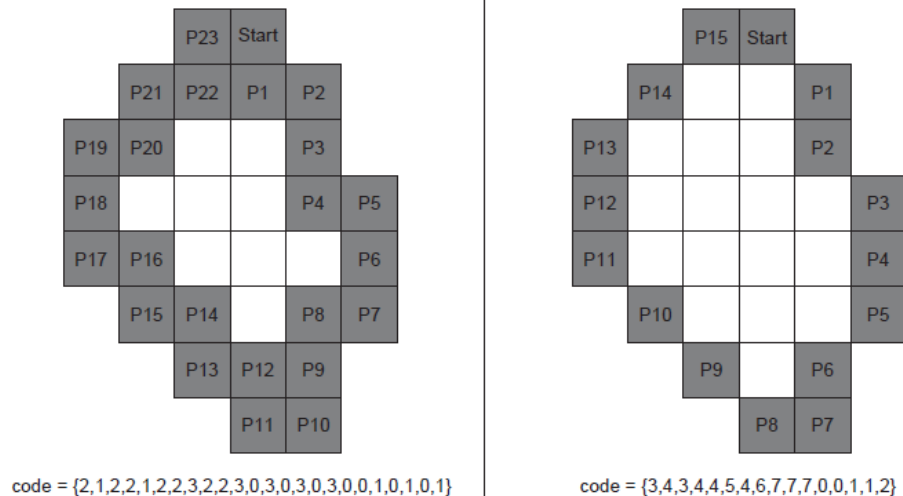 P23 Start
P21 P22 P1 P2
P19 P20 P3
P18 P4 P5
P17 P16 P6
P15 P14 P8 P7
P13 P12 P9
P11 P10
code = {2,1,2,2,1,2,2,3,2,2,3,0,3,0,3,0,3,0,0,1,0,1,0,1}
P15 Start
P14 P1
P13 P2
P12 P3
P11 P4
P10 P5
P9 P6
P8 P7
code = {3,4,3,4,4,5,4,6,7,7,7,0,0,1,1,2}